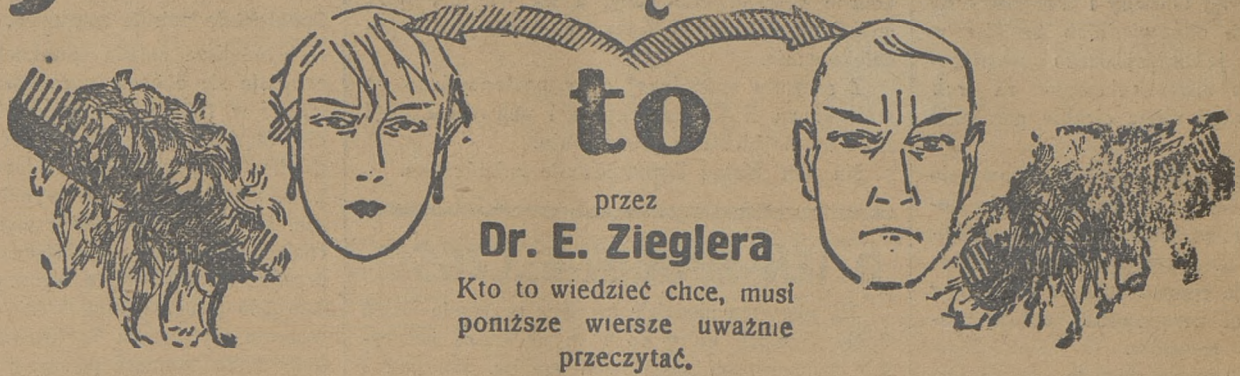 to
przez
Dr. E. Zieglera
Kto to wiedzieć chce, musi
poniższe wiersze uważnie
przeczytać.